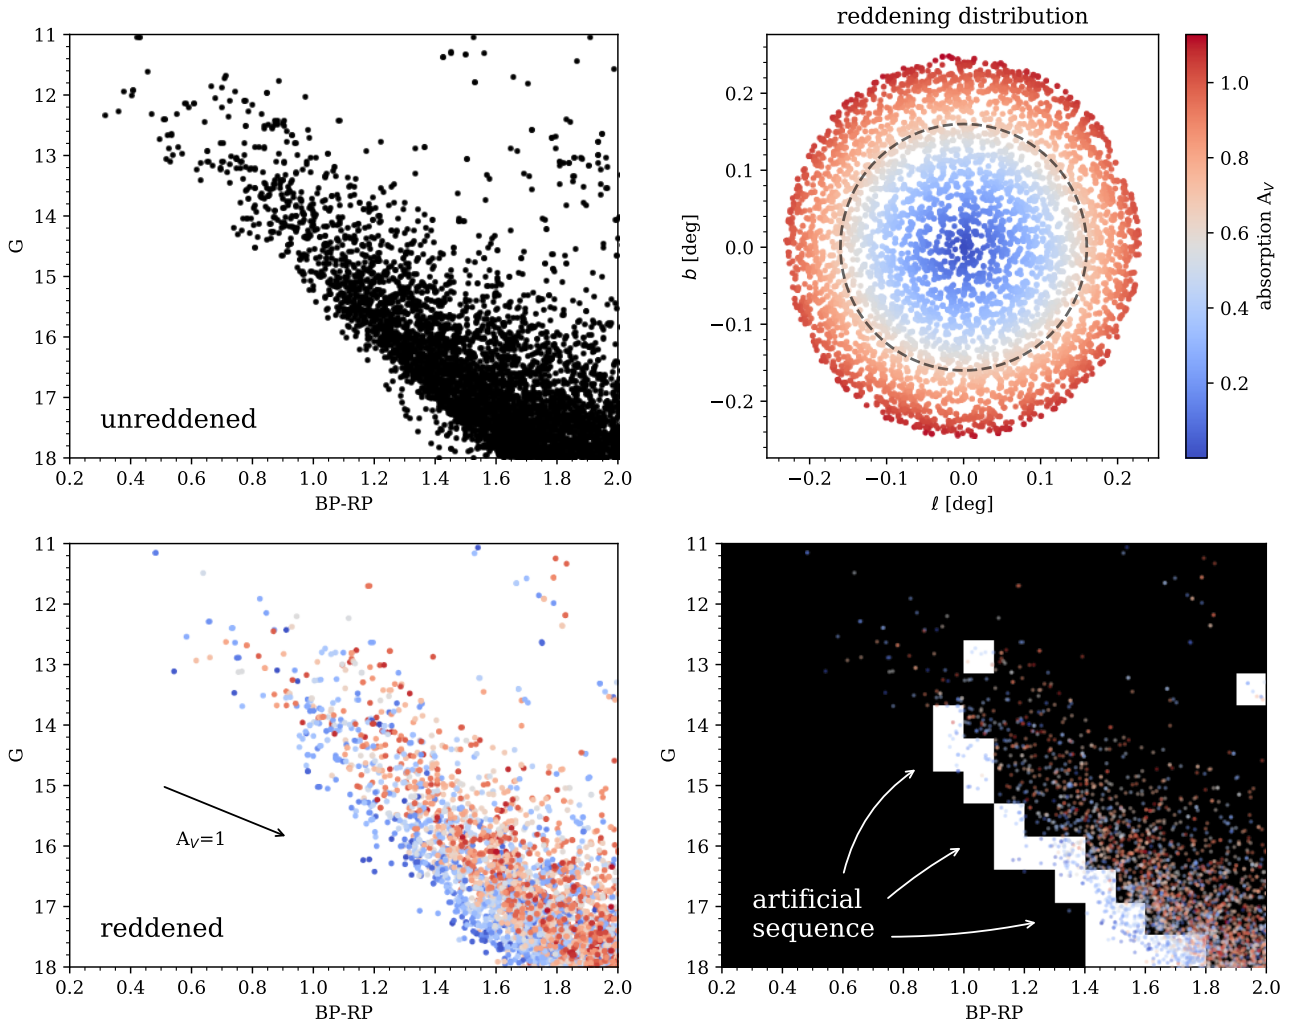 11
12
13
14
15
16
17
18
G
unreddened
0.2 0.4 0.6 0.8 1.0 1.2 1.4 1.6 1.8 2.0
BP-RP
reddening distribution
0.2
0.1
0.0
−0.1
−0.2
b [deg]
−0.2 −0.1 0.0 0.1 0.2
ℓ [deg]
1.0
0.8
0.6
0.4
0.2
absorption A_V
11
12
13
14
15
16
17
18
G
A_V=1
reddened
0.2 0.4 0.6 0.8 1.0 1.2 1.4 1.6 1.8 2.0
BP-RP
11
12
13
14
15
16
17
18
G
artificial
sequence
0.2 0.4 0.6 0.8 1.0 1.2 1.4 1.6 1.8 2.0
BP-RP